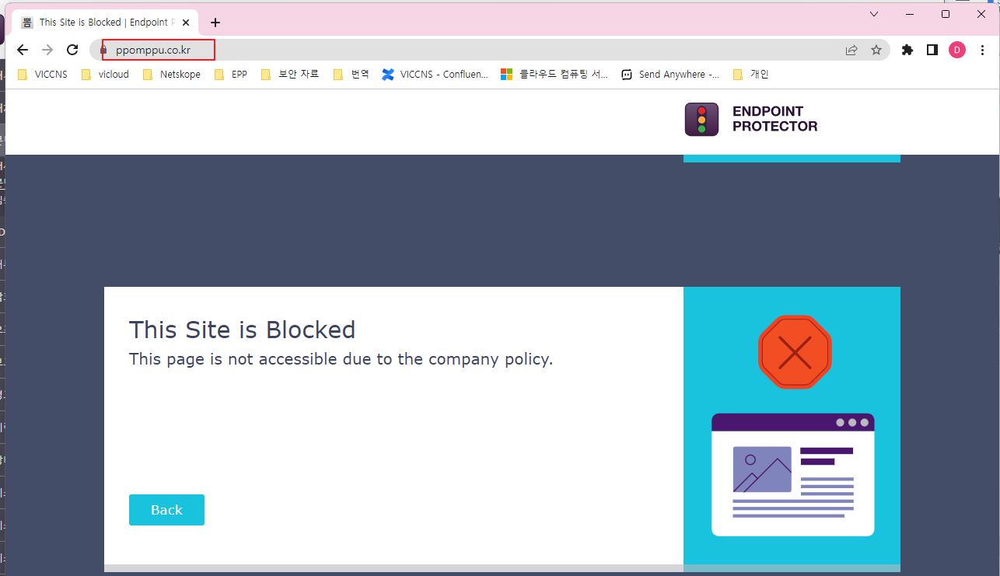 뽐 This Site is Blocked | Endpoint P
ppomppu.co.kr
D
VICCNS vicloud Netskope EPP 보안 자료 번역 VICCNS - Confluen... 클라우드 컴퓨팅 서... Send Anywhere -... 개인
ENDPOINT
PROTECTOR
This Site is Blocked
This page is not accessible due to the company policy.
Back